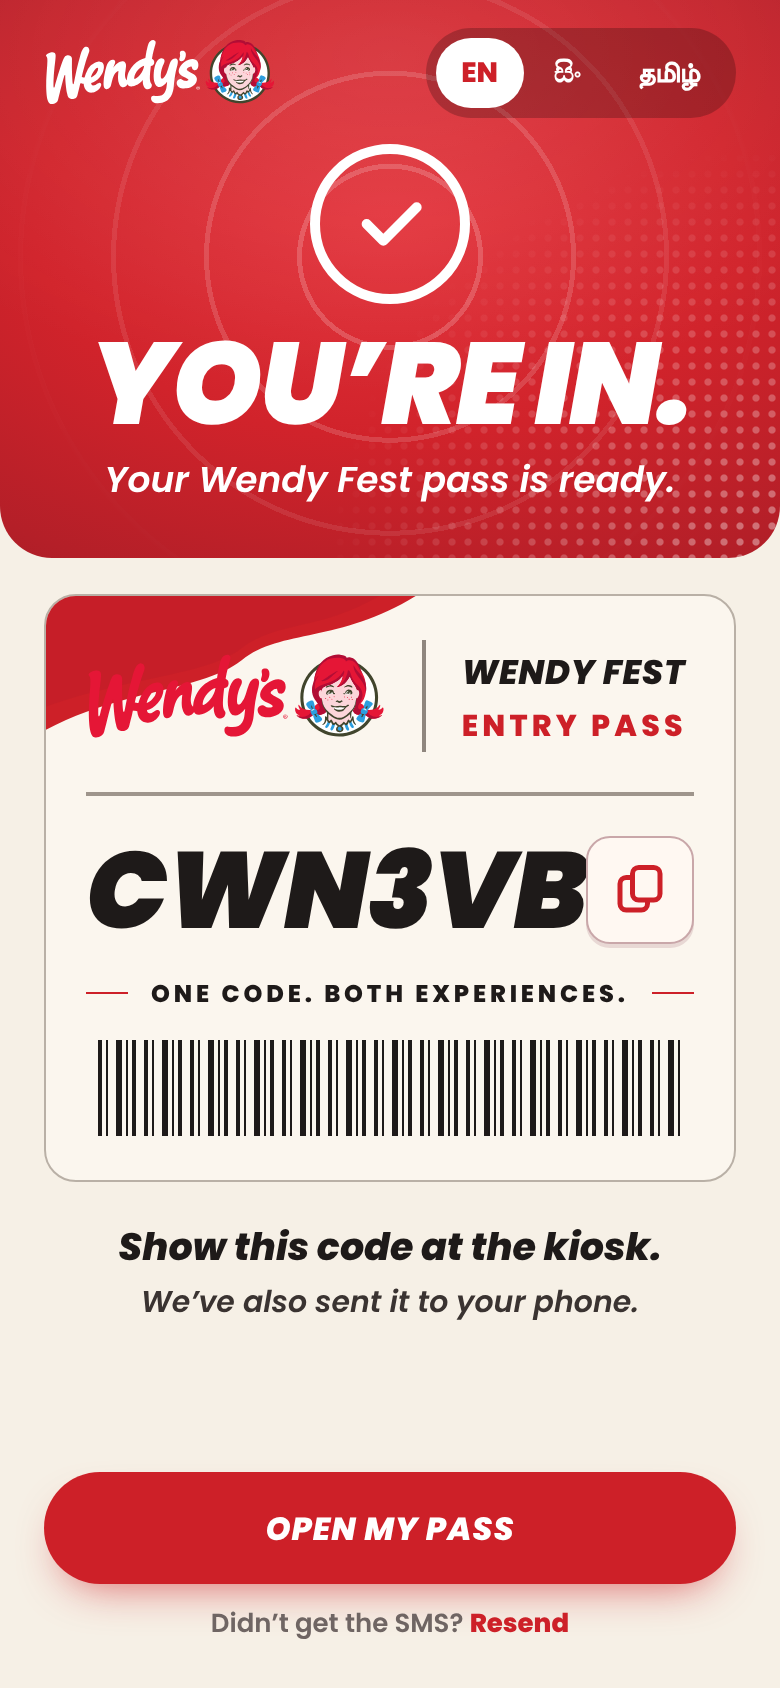 Wendy's
EN සිං தமிழ்
YOU'RE IN.
Your Wendy Fest pass is ready.
Wendy's
WENDY FEST
ENTRY PASS
CWN3VB
ONE CODE. BOTH EXPERIENCES.
Show this code at the kiosk.
We've also sent it to your phone.
OPEN MY PASS
Didn't get the SMS? Resend